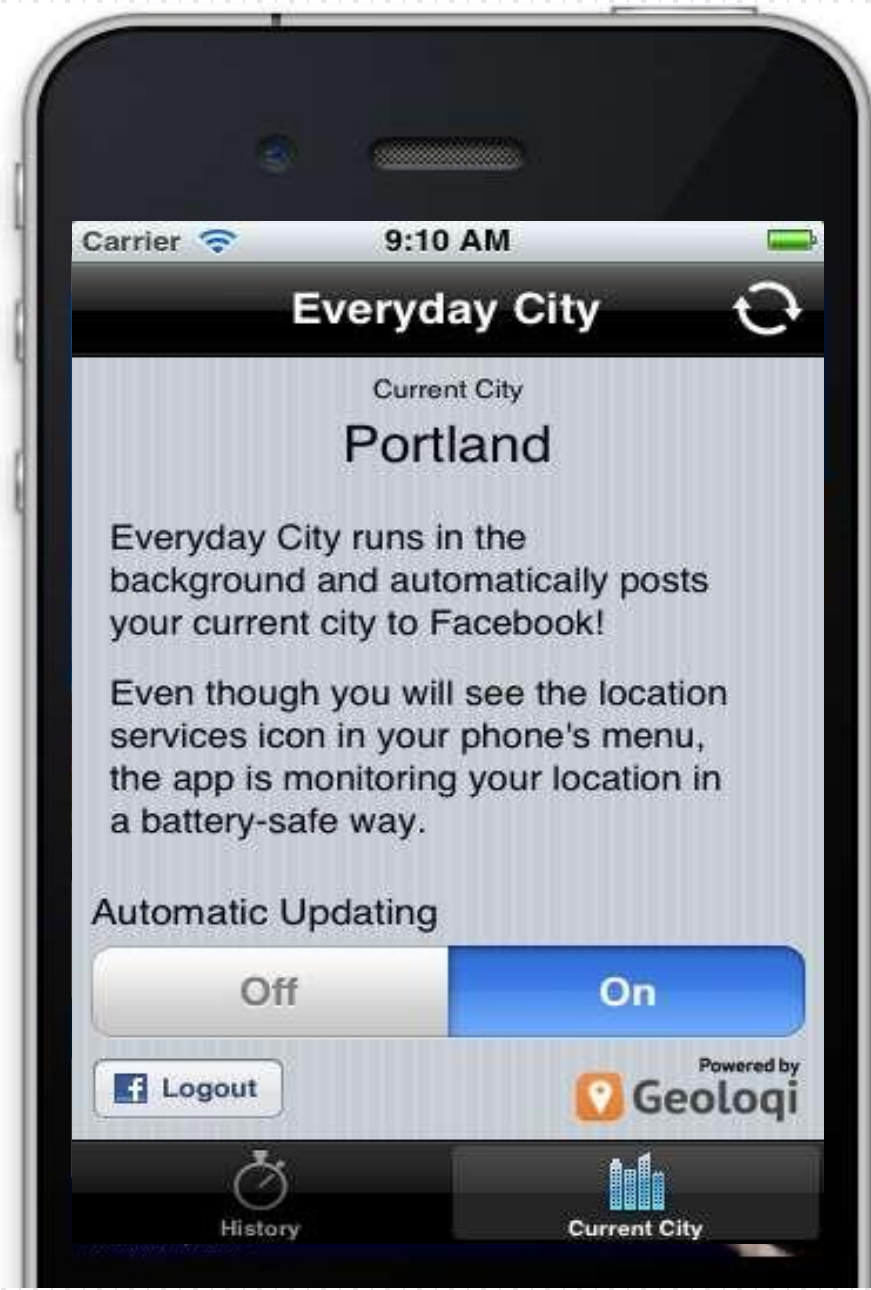 Carrier 9:10 AM
Everyday City
Current City
Portland
Everyday City runs in the
background and automatically posts
your current city to Facebook!
Even though you will see the location
services icon in your phone's menu,
the app is monitoring your location in
a battery-safe way.
Automatic Updating
Off On
f Logout
Powered by
Geoloqi
History Current City